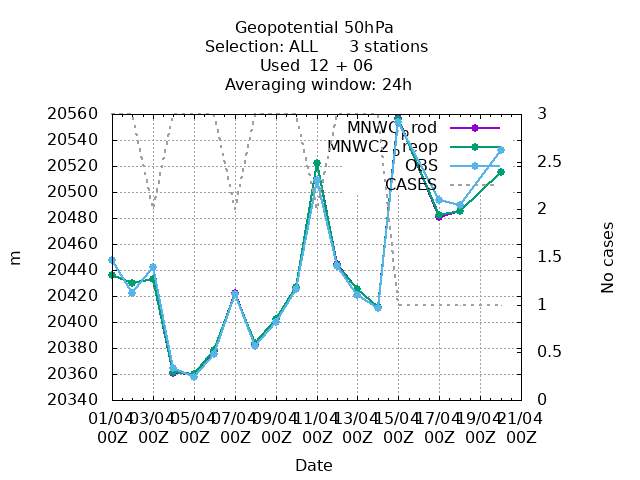 Geopotential 50hPa
Selection: ALL 3 stations
Used 12 + 06
Averaging window: 24h
20560
20540
20520
20500
20480
20460
20440
20420
20400
20380
20360
20340
m
3
2.5
2
1.5
1
0.5
0
No cases
MNWC_prod
MNWC2_preop
OBS
CASES
01/04 03/04 05/04 07/04 09/04 11/04 13/04 15/04 17/04 19/04 21/04
00Z 00Z 00Z 00Z 00Z 00Z 00Z 00Z 00Z 00Z 00Z
Date